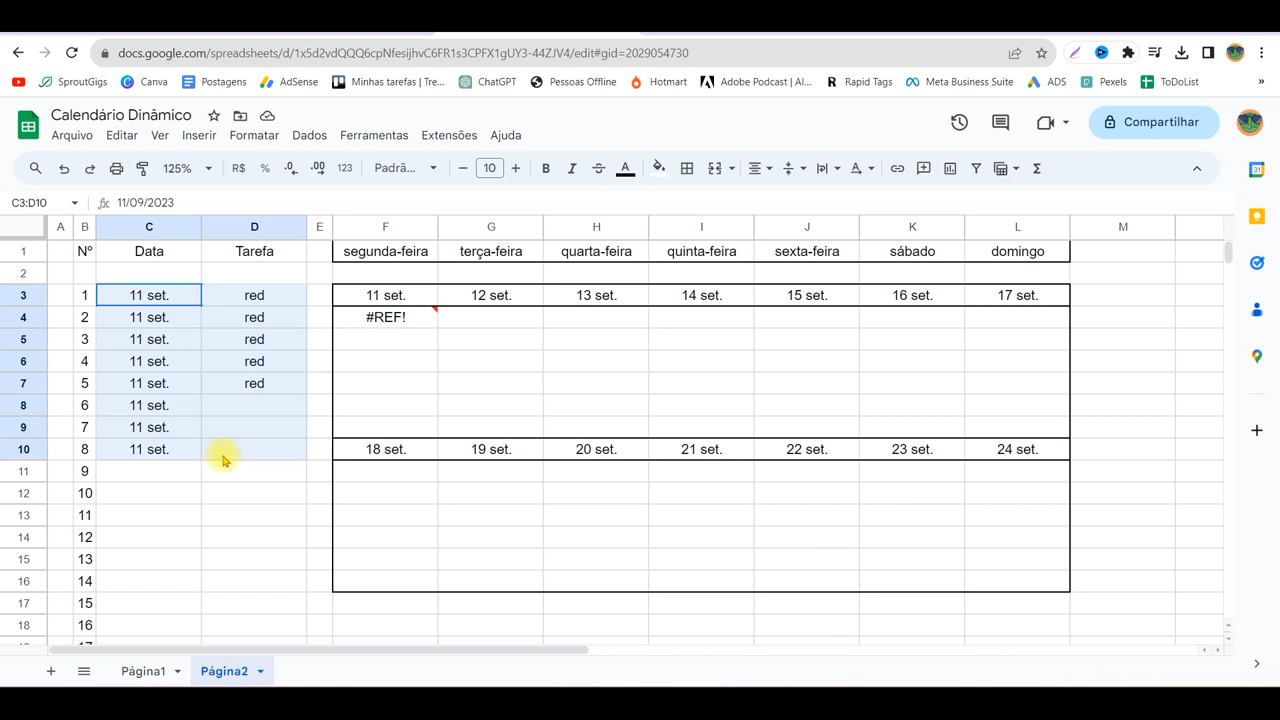 docs.google.com/spreadsheets/d/1x5d2vdQQQ6cpNfesijhvC6FR1s3CPFX1gUY3-44ZJV4/edit#gid=2029054730
SproutGigs Canva Postagens AdSense Minhas tarefas | Tre... ChatGPT Pessoas Offline Hotmart Adobe Podcast | AI... R Rapid Tags Meta Business Suite ADS Pexels ToDoList »
Calendário Dinâmico
Arquivo Editar Ver Inserir Formatar Dados Ferramentas Extensões Ajuda
Compartilhar
125% R$ % .0 .00 123 Padrã... 10 B I S A Σ
31
C3:D10 fx 11/09/2023
A B C D E F G H I J K L M
1 Nº Data Tarefa segunda-feira terça-feira quarta-feira quinta-feira sexta-feira sábado domingo
2
3 1 11 set. red 11 set. 12 set. 13 set. 14 set. 15 set. 16 set. 17 set.
4 2 11 set. red #REF!
5 3 11 set. red
6 4 11 set. red
7 5 11 set. red
8 6 11 set.
9 7 11 set.
10 8 11 set. 18 set. 19 set. 20 set. 21 set. 22 set. 23 set. 24 set.
11 9
12 10
13 11
14 12
15 13
16 14
17 15
18 16
Página1 Página2